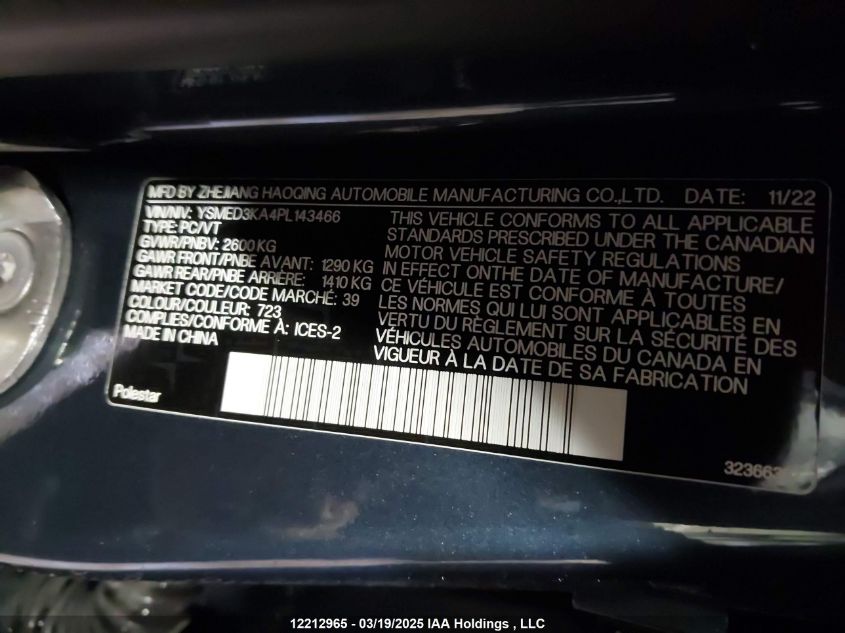 MFD BY ZHEJIANG HAOQING AUTOMOBILE MANUFACTURING CO.,LTD. DATE: 11/22
VIN/NIV: YSMED3KA4PL143466
TYPE: PC/VT
GVWR/PNBV: 2600 KG
GAWR FRONT/PNBE AVANT: 1290 KG
GAWR REAR/PNBE ARRIÈRE: 1410 KG
MARKET CODE/CODE MARCHÉ: 39
COLOUR/COULEUR: 723
COMPLIES/CONFORME À: ICES-2
MADE IN CHINA
THIS VEHICLE CONFORMS TO ALL APPLICABLE
STANDARDS PRESCRIBED UNDER THE CANADIAN
MOTOR VEHICLE SAFETY REGULATIONS
IN EFFECT ONTHE DATE OF MANUFACTURE/
CE VÉHICULE EST CONFORME À TOUTES
LES NORMES QUI LUI SONT APPLICABLES EN
VERTU DU RÈGLEMENT SUR LA SÉCURITÉ DES
VÉHICULES AUTOMOBILES DU CANADA EN
VIGUEUR À LA DATE DE SA FABRICATION
Polestar
12212965 - 03/19/2025 IAA Holdings , LLC